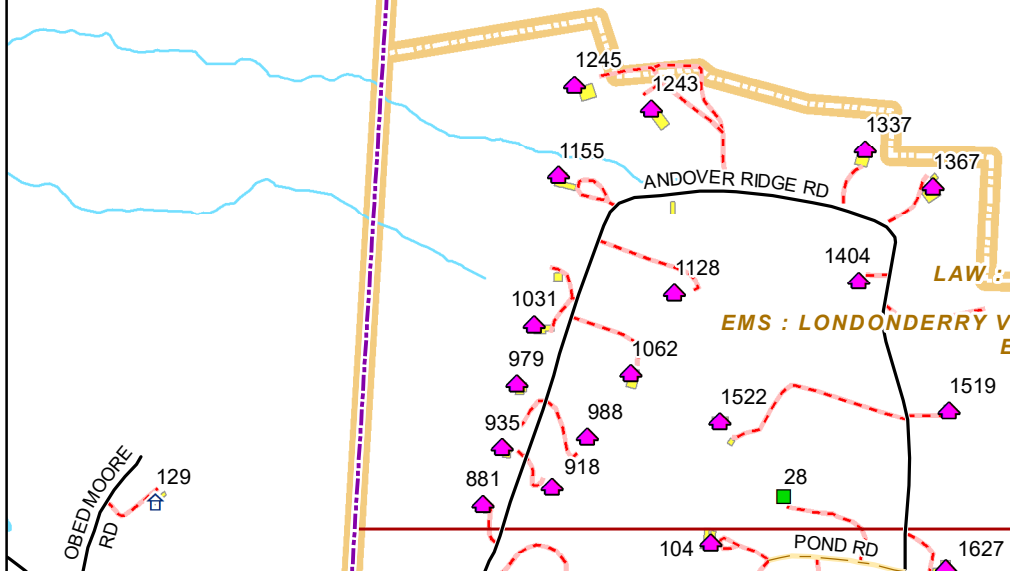 1245
1243
1337
1155
1367
ANDOVER RIDGE RD
1404
1128
LAW :
1031
EMS : LONDONDERRY V
E
1062
979
1519
1522
988
935
918
OBED MOORE
RD
129
881
28
104
POND RD
1627